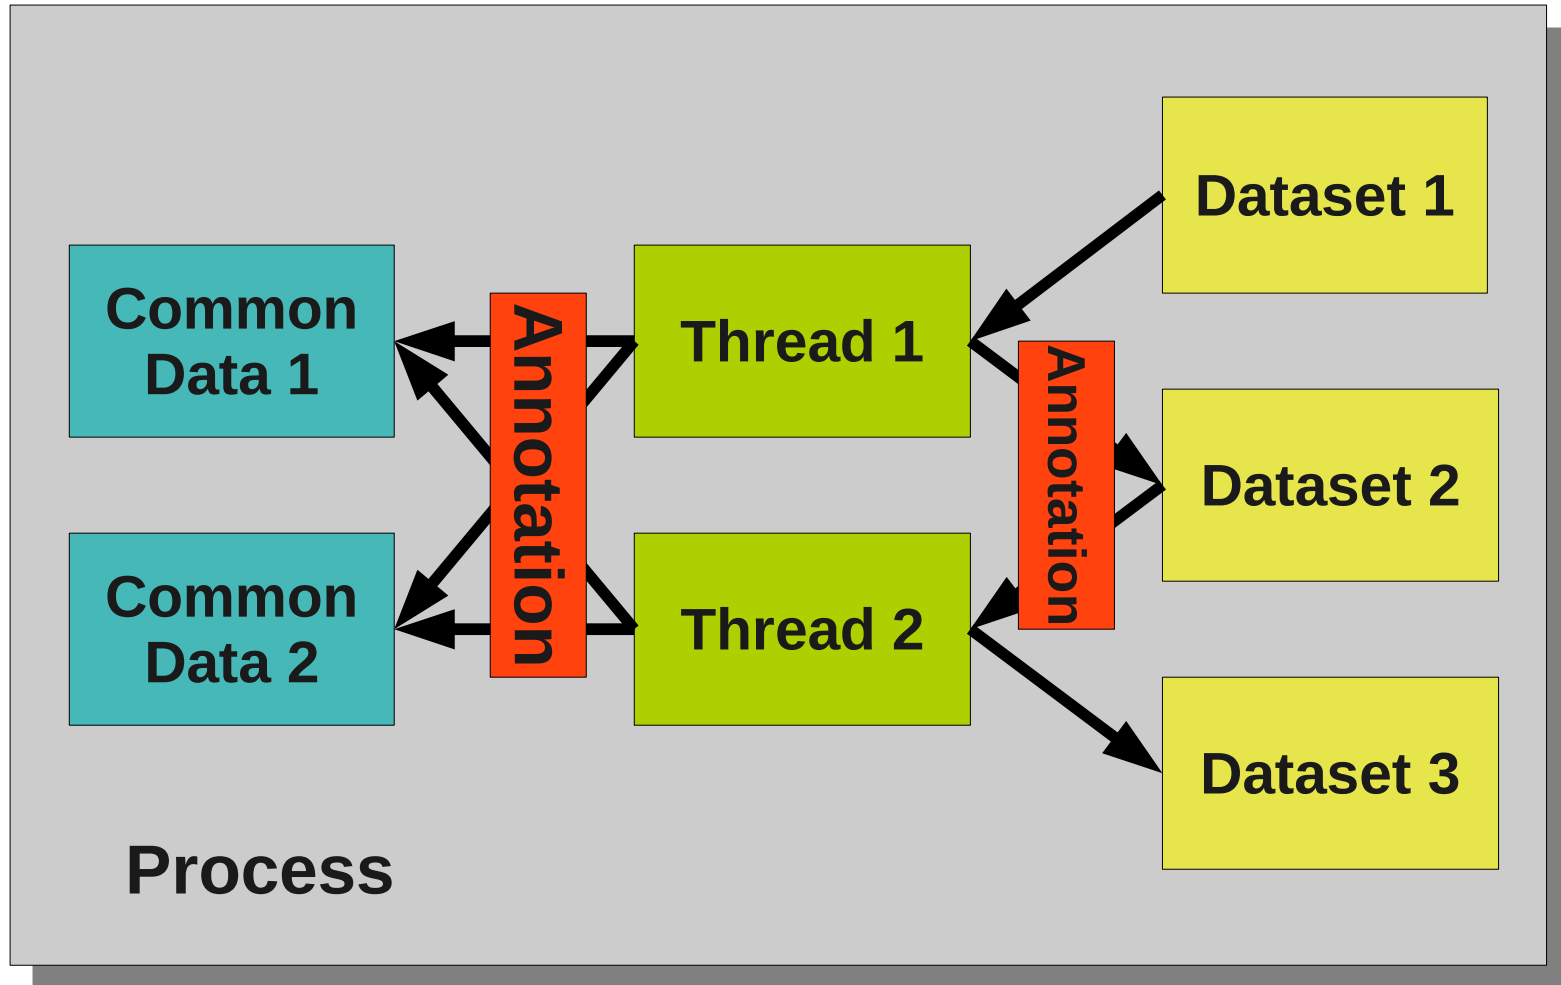 Dataset 1
Common
Data 1
Annotation
Thread 1
Annotation
Dataset 2
Common
Data 2
Thread 2
Dataset 3
Process